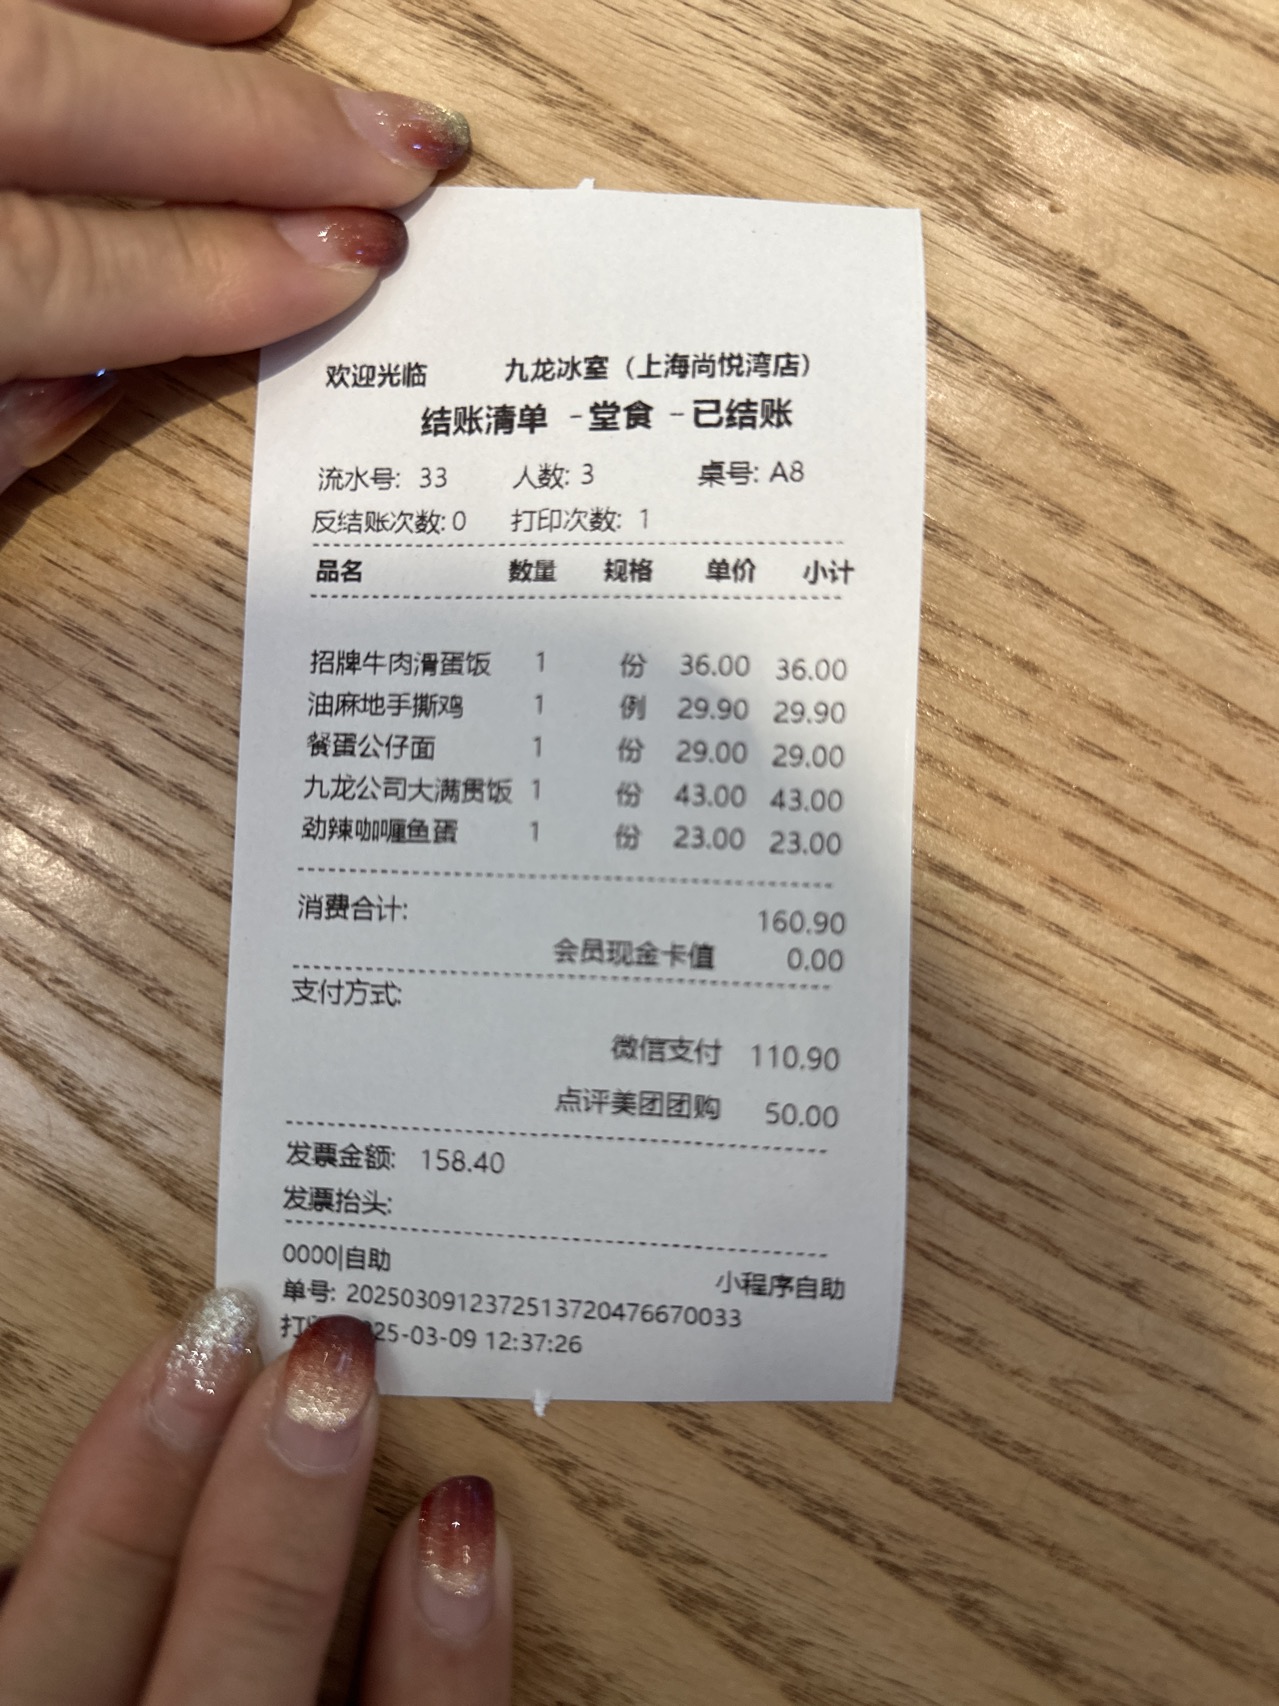 欢迎光临 九龙冰室（上海尚悦湾店）
结账清单 -堂食 -已结账
流水号: 33 人数: 3 桌号: A8
反结账次数: 0 打印次数: 1
品名 数量 规格 单价 小计
招牌牛肉滑蛋饭 1 份 36.00 36.00
油麻地手撕鸡 1 例 29.90 29.90
餐蛋公仔面 1 份 29.00 29.00
九龙公司大满贯饭 1 份 43.00 43.00
劲辣咖喱鱼蛋 1 份 23.00 23.00
消费合计: 160.90
会员现金卡值 0.00
支付方式:
微信支付 110.90
点评美团团购 50.00
发票金额: 158.40
发票抬头:
0000|自助 小程序自助
单号: 2025030912372513720476670033
打 25-03-09 12:37:26